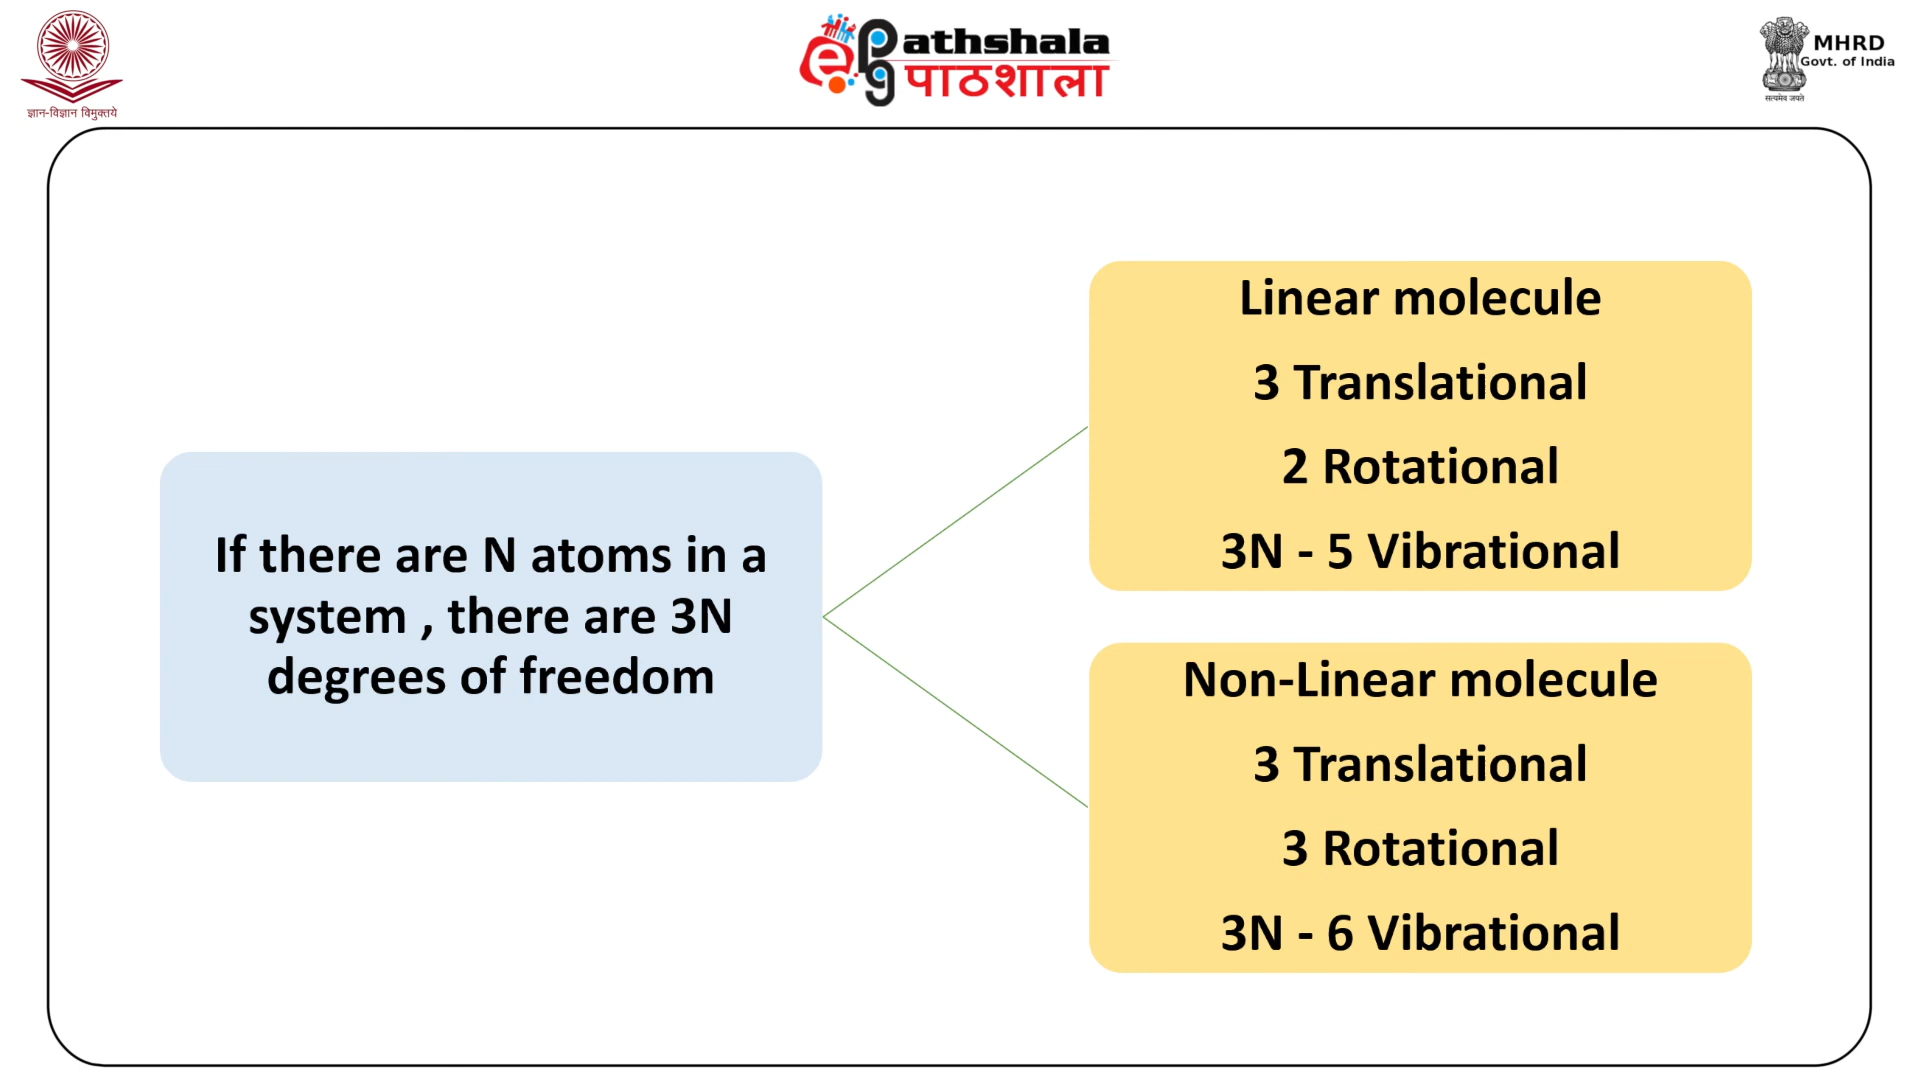 ज्ञान-विज्ञान विमुक्तये
e
pg
athshala
पाठशाला
MHRD
Govt. of India
सत्यमेव जयते
If there are N atoms in a
system , there are 3N
degrees of freedom
Linear molecule
3 Translational
2 Rotational
3N - 5 Vibrational
Non-Linear molecule
3 Translational
3 Rotational
3N - 6 Vibrational